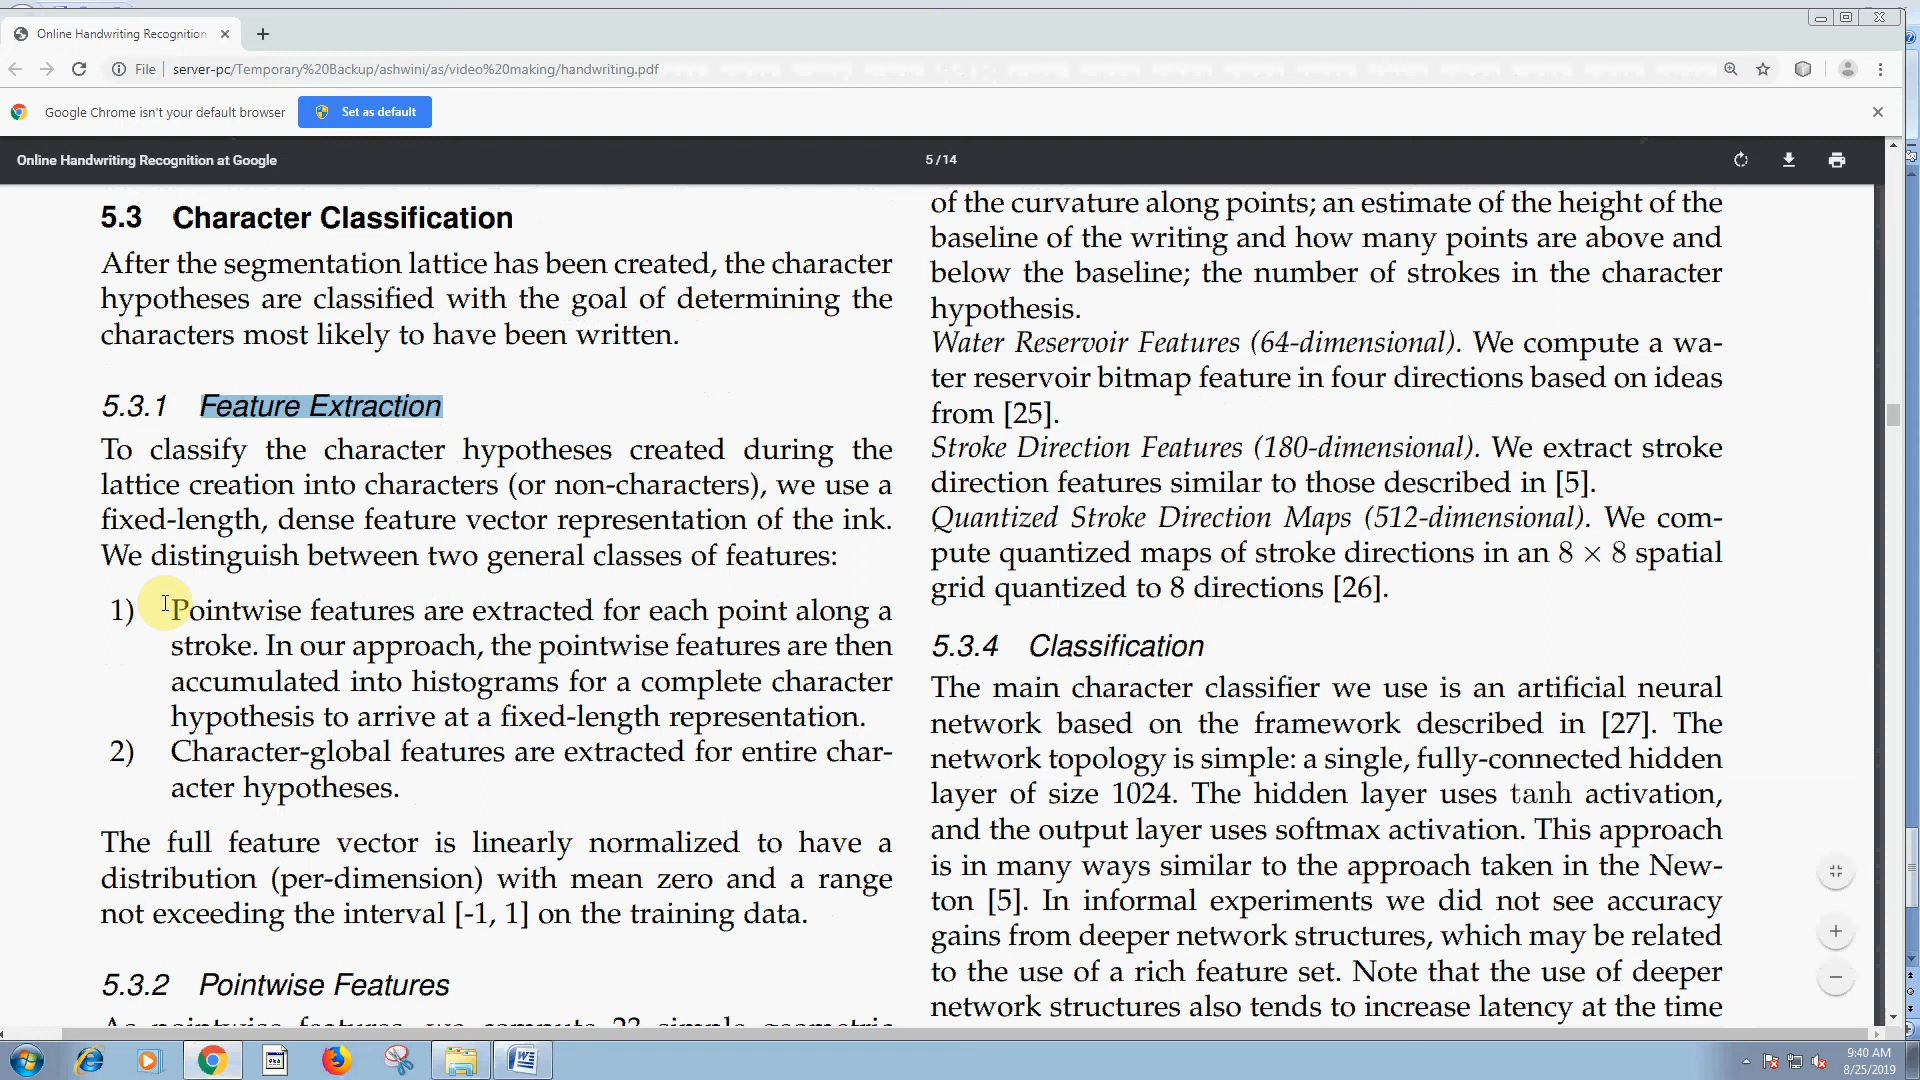 Online Handwriting Recognition
File
server-pc/Temporary%20Backup/ashwini/as/video%20making/handwriting.pdf
Google Chrome isn't your default browser
Set as default
Online Handwriting Recognition at Google
5 / 14
5.3 Character Classification
After the segmentation lattice has been created, the character
hypotheses are classified with the goal of determining the
characters most likely to have been written.
5.3.1 Feature Extraction
To classify the character hypotheses created during the
lattice creation into characters (or non-characters), we use a
fixed-length, dense feature vector representation of the ink.
We distinguish between two general classes of features:
1) Pointwise features are extracted for each point along a
stroke. In our approach, the pointwise features are then
accumulated into histograms for a complete character
hypothesis to arrive at a fixed-length representation.
2) Character-global features are extracted for entire char-
acter hypotheses.
The full feature vector is linearly normalized to have a
distribution (per-dimension) with mean zero and a range
not exceeding the interval [-1, 1] on the training data.
5.3.2 Pointwise Features
As pointwise features, we compute 23 simple geometric
of the curvature along points; an estimate of the height of the
baseline of the writing and how many points are above and
below the baseline; the number of strokes in the character
hypothesis.
Water Reservoir Features (64-dimensional). We compute a wa-
ter reservoir bitmap feature in four directions based on ideas
from [25].
Stroke Direction Features (180-dimensional). We extract stroke
direction features similar to those described in [5].
Quantized Stroke Direction Maps (512-dimensional). We com-
pute quantized maps of stroke directions in an 8 × 8 spatial
grid quantized to 8 directions [26].
5.3.4 Classification
The main character classifier we use is an artificial neural
network based on the framework described in [27]. The
network topology is simple: a single, fully-connected hidden
layer of size 1024. The hidden layer uses tanh activation,
and the output layer uses softmax activation. This approach
is in many ways similar to the approach taken in the New-
ton [5]. In informal experiments we did not see accuracy
gains from deeper network structures, which may be related
to the use of a rich feature set. Note that the use of deeper
network structures also tends to increase latency at the time
9:40 AM
8/25/2019